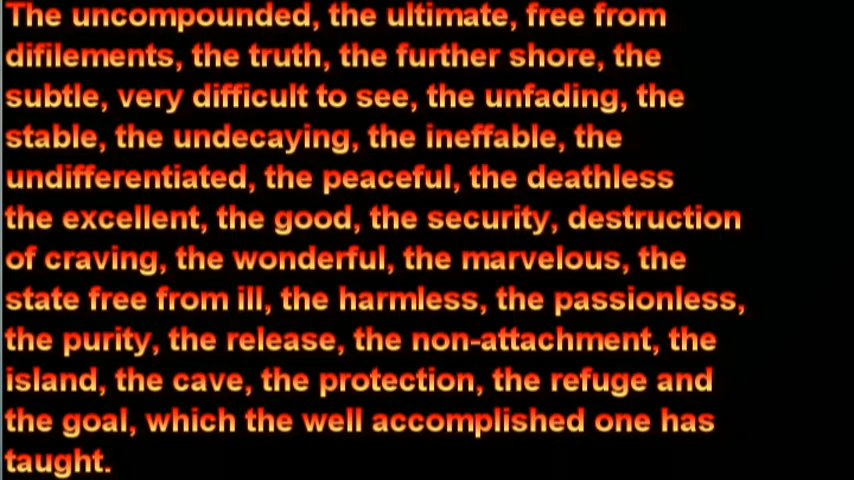 The uncompounded, the ultimate, free from
difilements, the truth, the further shore, the
subtle, very difficult to see, the unfading, the
stable, the undecaying, the ineffable, the
undifferentiated, the peaceful, the deathless
the excellent, the good, the security, destruction
of craving, the wonderful, the marvelous, the
state free from ill, the harmless, the passionless,
the purity, the release, the non-attachment, the
island, the cave, the protection, the refuge and
the goal, which the well accomplished one has
taught.